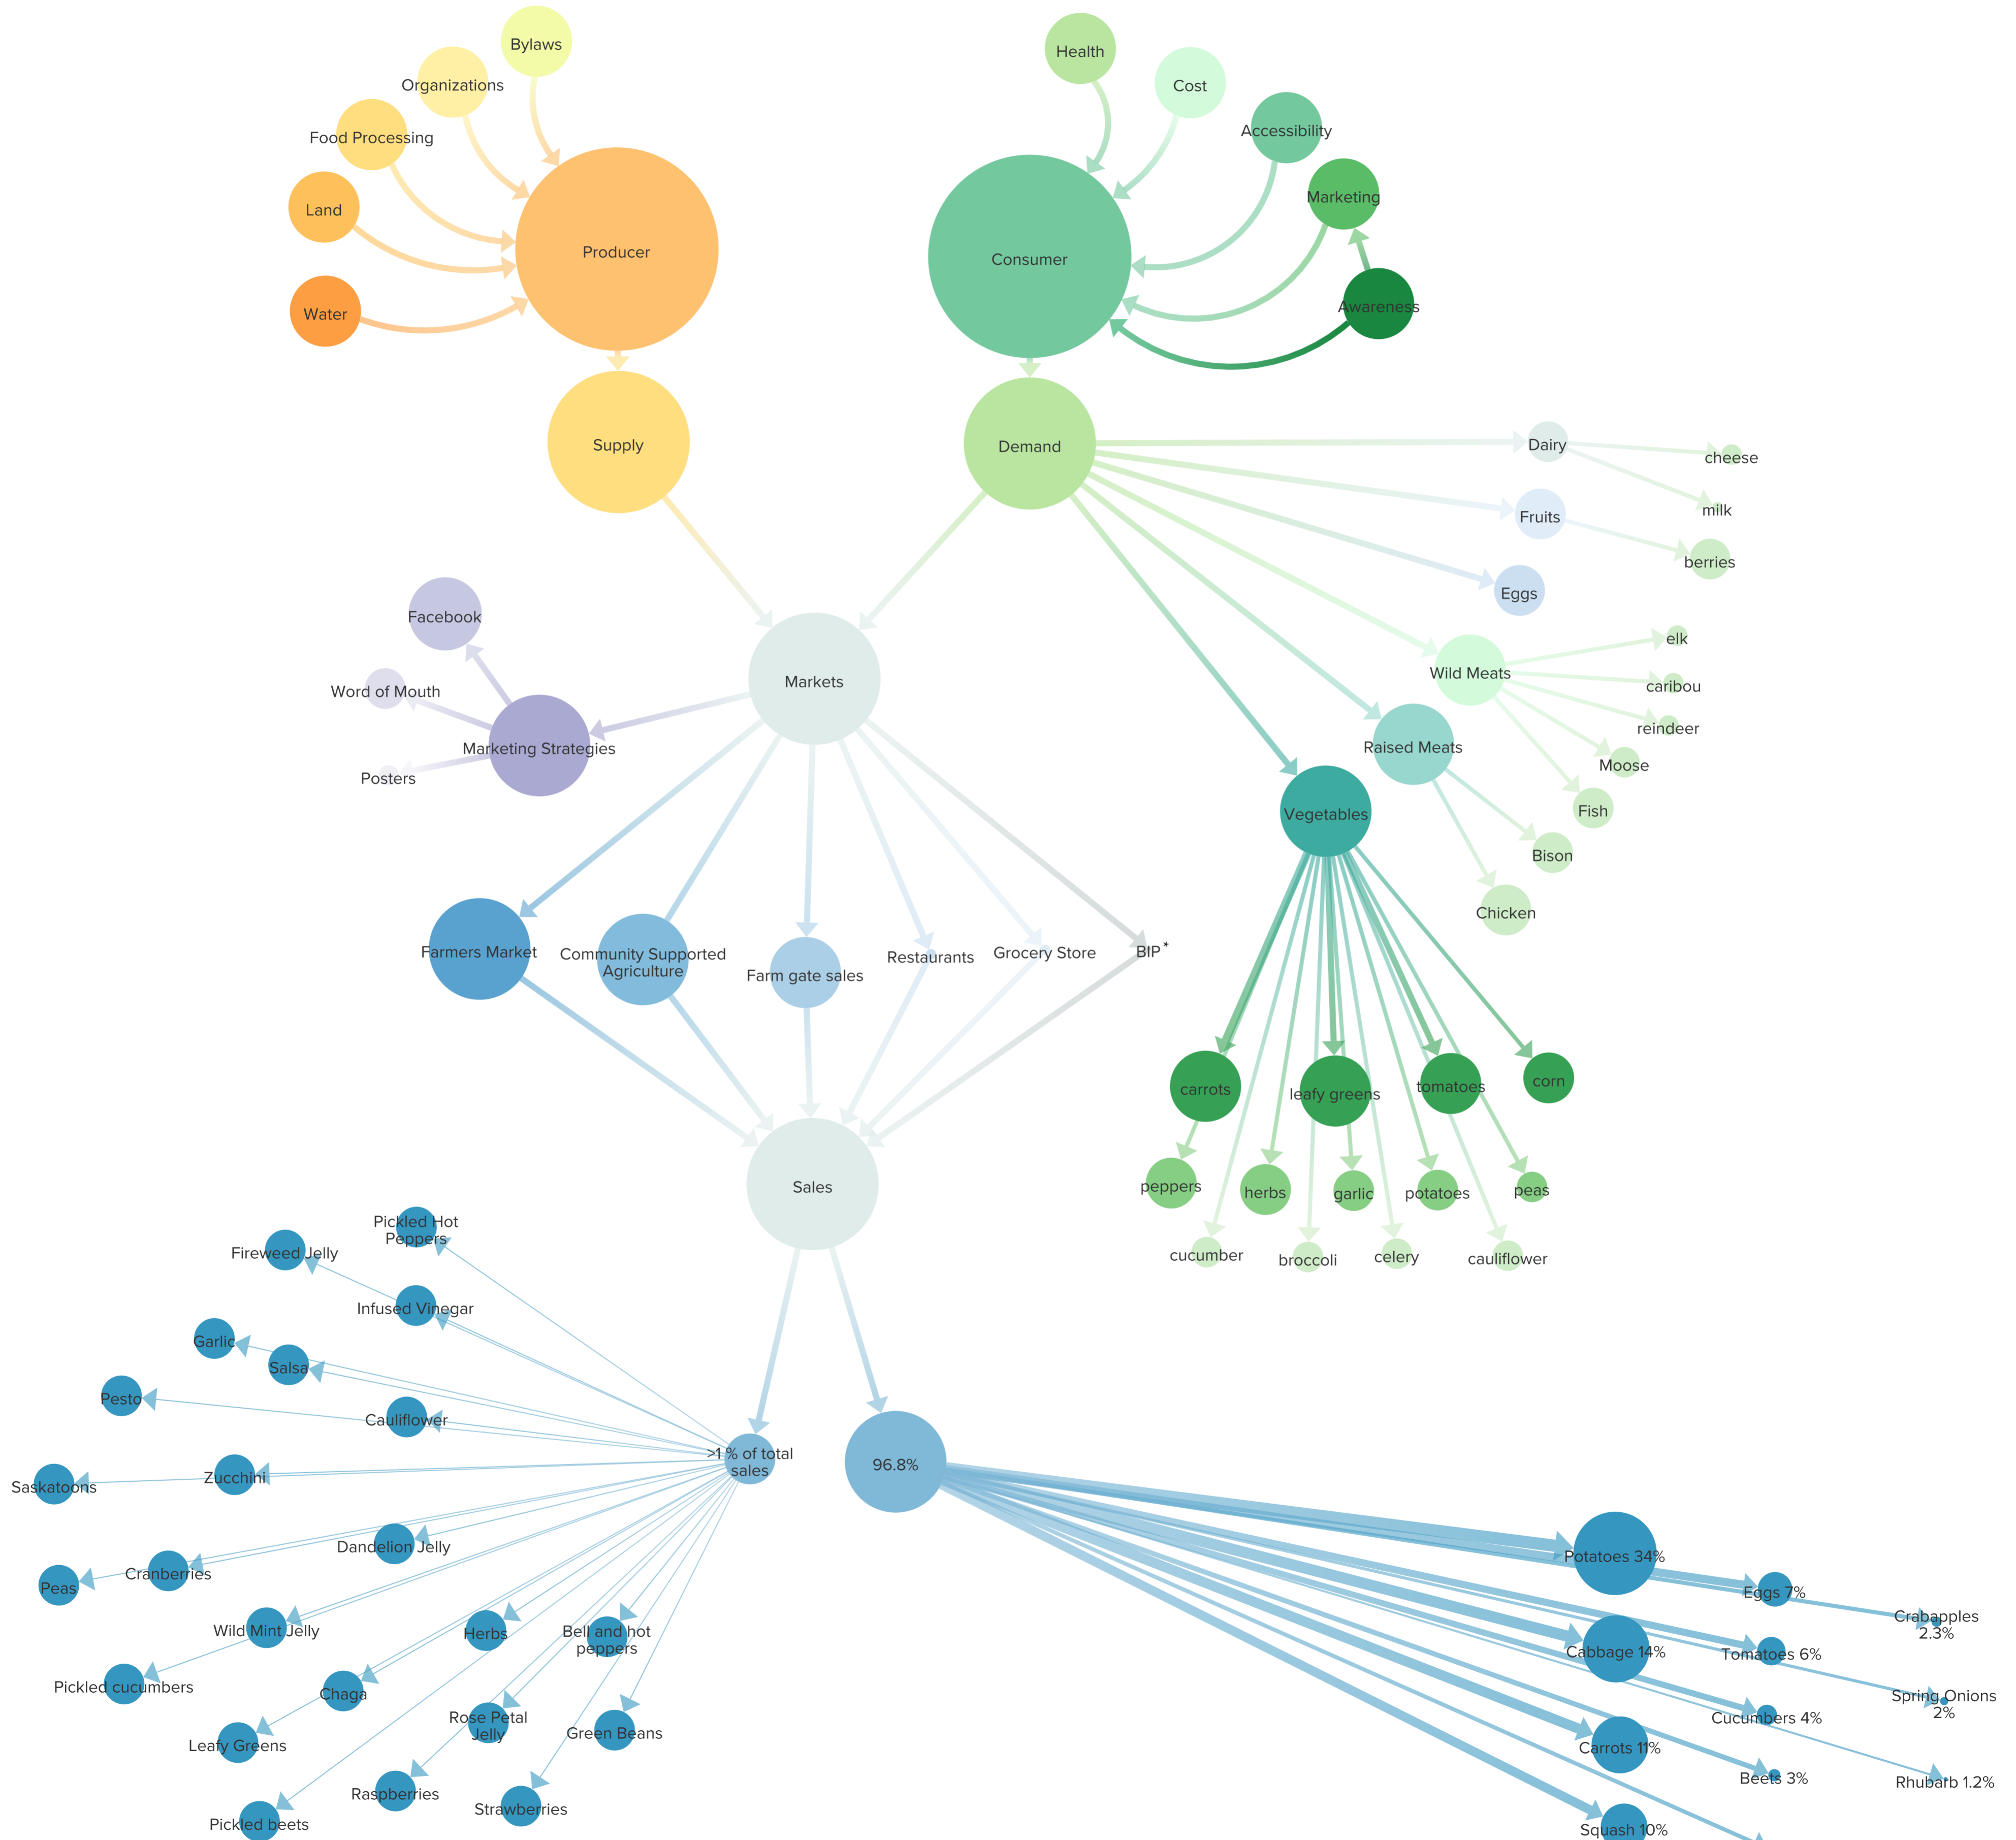 Bylaws
Organizations
Food Processing
Land
Water
Producer
Supply
Health
Cost
Accessibility
Marketing
Awareness
Consumer
Demand
Dairy
cheese
milk
Fruits
berries
Eggs
Wild Meats
elk
caribou
reindeer
Moose
Fish
Raised Meats
Bison
Chicken
Vegetables
carrots
leafy greens
tomatoes
corn
peppers
herbs
garlic
potatoes
peas
cucumber
broccoli
celery
cauliflower
Markets
Facebook
Word of Mouth
Marketing Strategies
Posters
Farmers Market
Community Supported
Agriculture
Farm gate sales
Restaurants
Grocery Store
BIP*
Sales
Pickled Hot
Peppers
Fireweed Jelly
Infused Vinegar
Garlic
Salsa
Pesto
Cauliflower
>1 % of total
sales
96.8%
Zucchini
Saskatoons
Dandelion Jelly
Cranberries
Peas
Wild Mint Jelly
Herbs
Bell and hot
peppers
Pickled cucumbers
Chaga
Rose Petal
Jelly
Green Beans
Leafy Greens
Raspberries
Strawberries
Pickled beets
Potatoes 34%
Eggs 7%
Crabapples
2.3%
Cabbage 14%
Tomatoes 6%
Spring Onions
2%
Cucumbers 4%
Carrots 11%
Beets 3%
Rhubarb 1.2%
Squash 10%